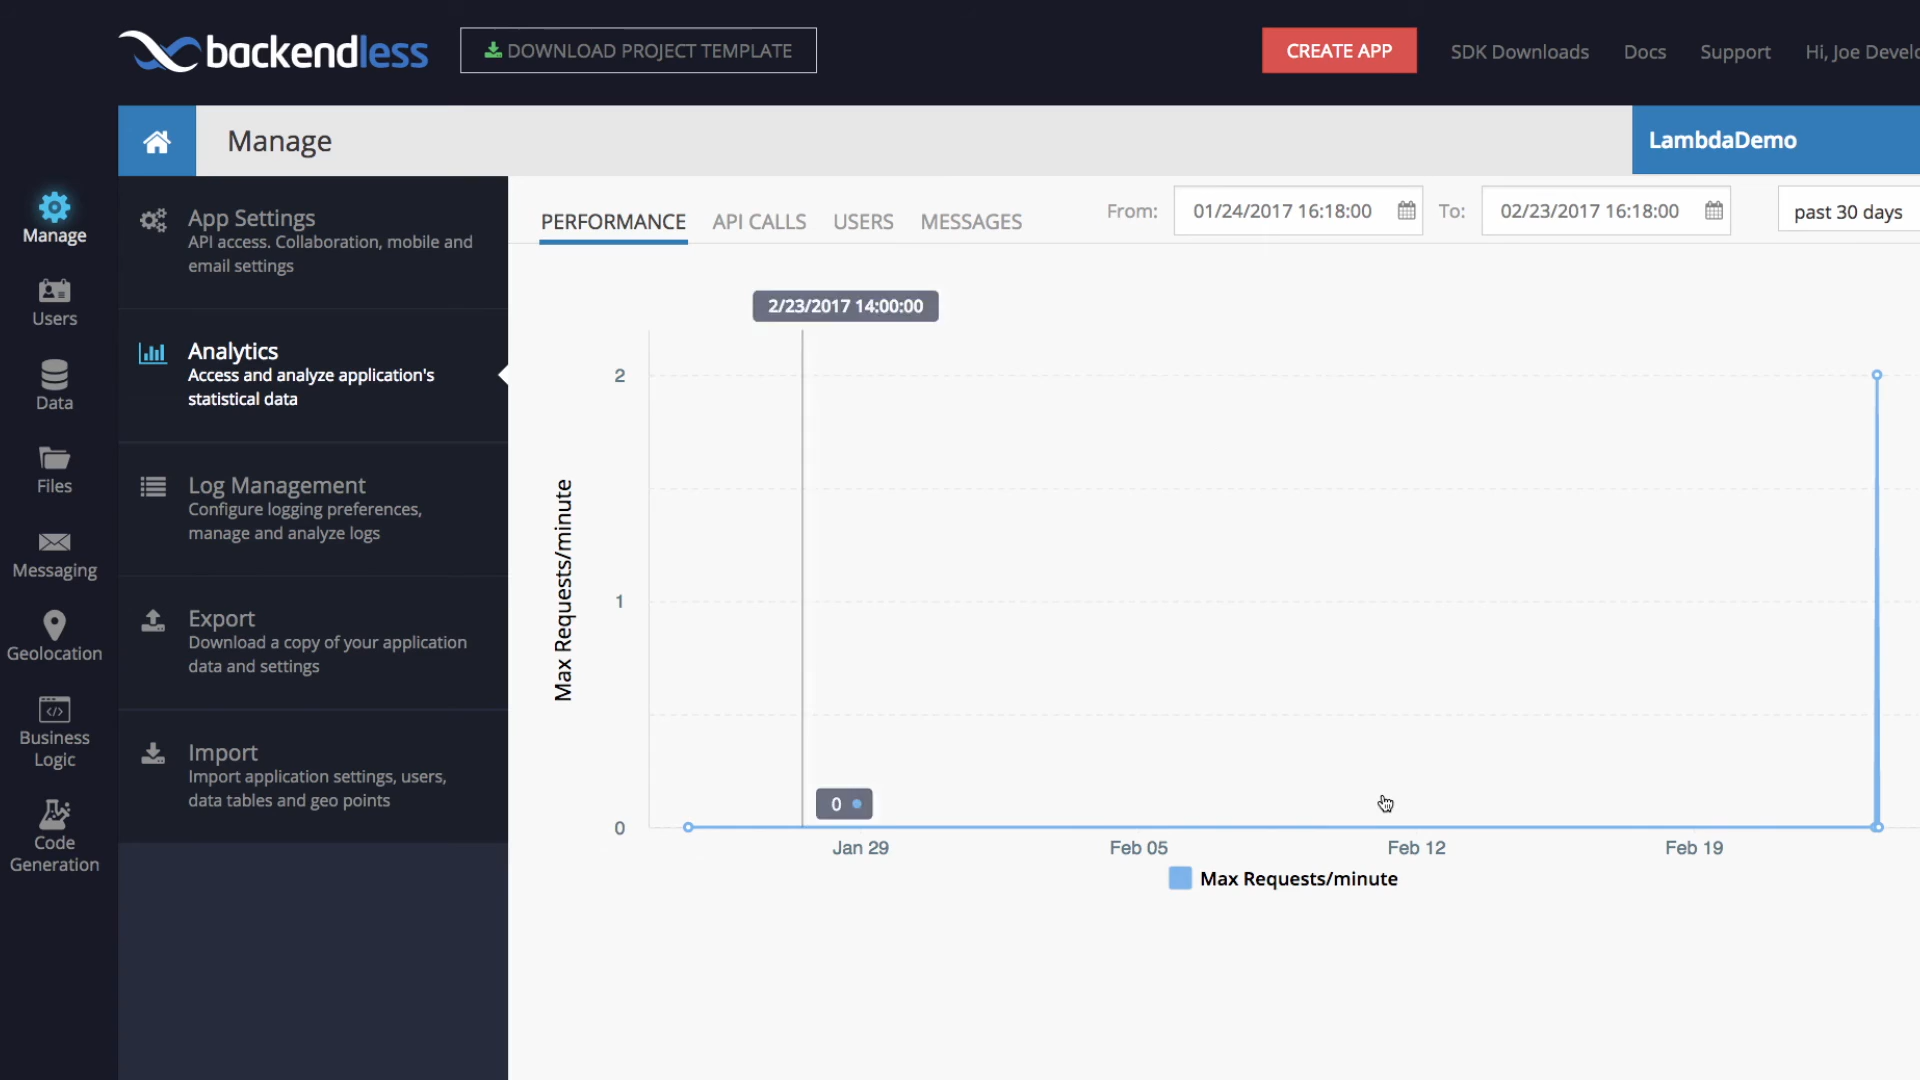 backendless
DOWNLOAD PROJECT TEMPLATE
CREATE APP
SDK Downloads
Docs
Support
Hi, Joe
Manage
LambdaDemo
Manage
Users
Data
Files
Messaging
Geolocation
Business
Logic
Code
Generation
App Settings
API access. Collaboration, mobile and
email settings
Analytics
Access and analyze application's
statistical data
Log Management
Configure logging preferences,
manage and analyze logs
Export
Download a copy of your application
data and settings
Import
Import application settings, users,
data tables and geo points
PERFORMANCE
API CALLS
USERS
MESSAGES
From:
01/24/2017 16:18:00
To:
02/23/2017 16:18:00
past 30 days
2/23/2017 14:00:00
Max Requests/minute
2
1
0
0
Jan 29
Feb 05
Feb 12
Feb 19
Max Requests/minute